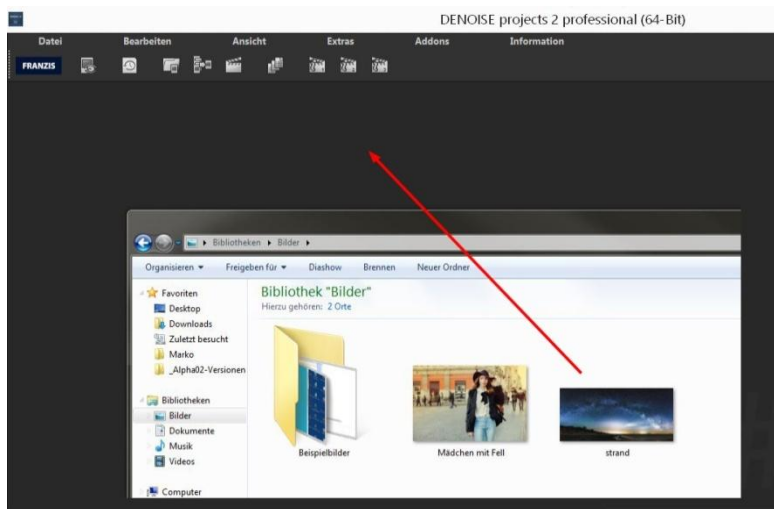 DENOISE projects 2 professional (64-Bit)
Datei Bearbeiten Ansicht Extras Addons Information
FRANZIS
Bibliotheken Bilder
Organisieren Freigeben für Diashow Brennen Neuer Ordner
Favoriten
Desktop
Downloads
Zuletzt besucht
Marko
_Alpha02-Versionen
Bibliotheken
Bilder
Dokumente
Musik
Videos
Computer
Bibliothek "Bilder"
Hierzu gehören: 2 Orte
Beispielbilder Mädchen mit Fell strand